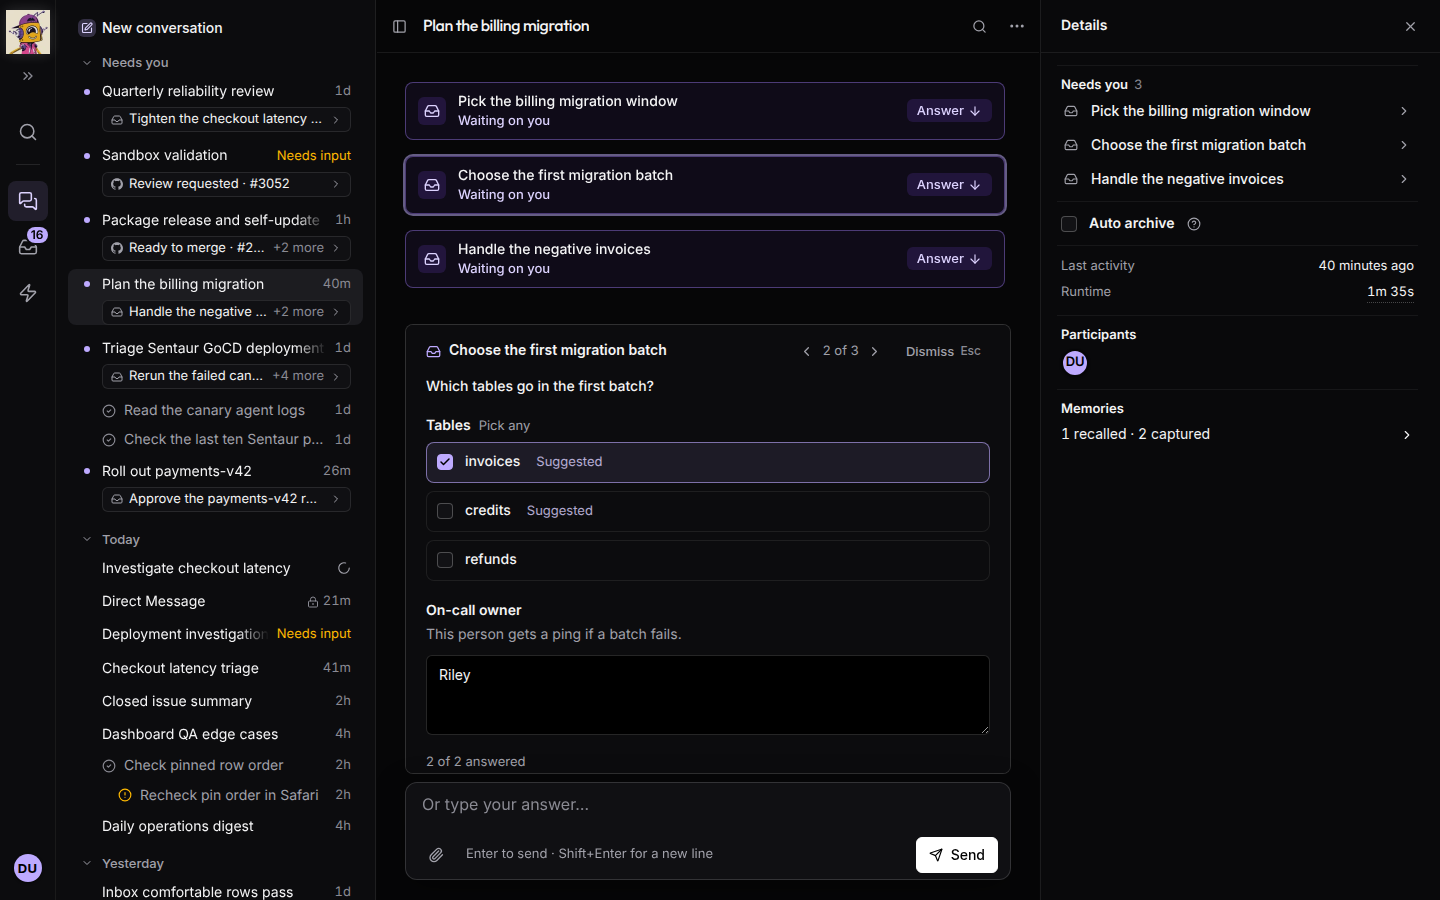 New conversation
Needs you
Quarterly reliability review 1d
Tighten the checkout latency ...
Sandbox validation Needs input
Review requested · #3052
Package release and self-update 1h
Ready to merge · #2... +2 more
Plan the billing migration 40m
Handle the negative ... +2 more
Triage Sentaur GoCD deployment 1d
Rerun the failed can... +4 more
Read the canary agent logs 1d
Check the last ten Sentaur p... 1d
Roll out payments-v42 26m
Approve the payments-v42 r...
Today
Investigate checkout latency
Direct Message 21m
Deployment investigation Needs input
Checkout latency triage 41m
Closed issue summary 2h
Dashboard QA edge cases 4h
Check pinned row order 2h
Recheck pin order in Safari 2h
Daily operations digest 4h
Yesterday
Inbox comfortable rows pass 1d
16
DU
Plan the billing migration
Pick the billing migration window
Waiting on you
Answer ↓
Choose the first migration batch
Waiting on you
Answer ↓
Handle the negative invoices
Waiting on you
Answer ↓
Choose the first migration batch 2 of 3 Dismiss Esc
Which tables go in the first batch?
Tables Pick any
invoices Suggested
credits Suggested
refunds
On-call owner
This person gets a ping if a batch fails.
Riley
2 of 2 answered
Or type your answer...
Enter to send · Shift+Enter for a new line
Send
Details
Needs you 3
Pick the billing migration window
Choose the first migration batch
Handle the negative invoices
Auto archive
Last activity 40 minutes ago
Runtime 1m 35s
Participants
DU
Memories
1 recalled · 2 captured